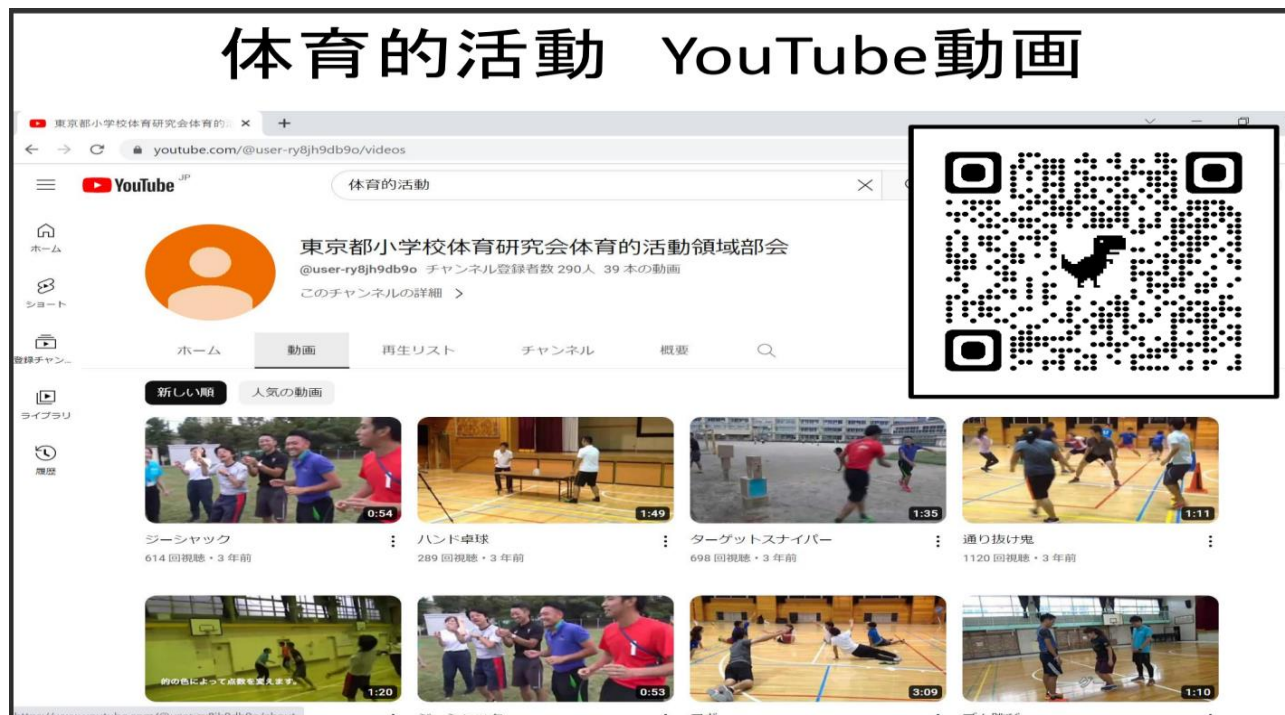 体育的活動 YouTube動画
東京都小学校体育研究会体育的
youtube.com/@user-ry8jh9db9o/videos
YouTube JP
体育的活動
ホーム
ショート
登録チャン...
ライブラリ
履歴
東京都小学校体育研究会体育的活動領域部会
@user-ry8jh9db9o チャンネル登録者数 290人 39 本の動画
このチャンネルの詳細
ホーム 動画 再生リスト チャンネル 概要
新しい順 人気の動画
0:54 1:49 1:35 1:11
ジーシャック ハンド卓球 ターゲットスナイパー 通り抜け鬼
614 回視聴・3 年前 289 回視聴・3 年前 698 回視聴・3 年前 1120 回視聴・3 年前
的の色によって点数を変えます。
1:20 0:53 3:09 1:10